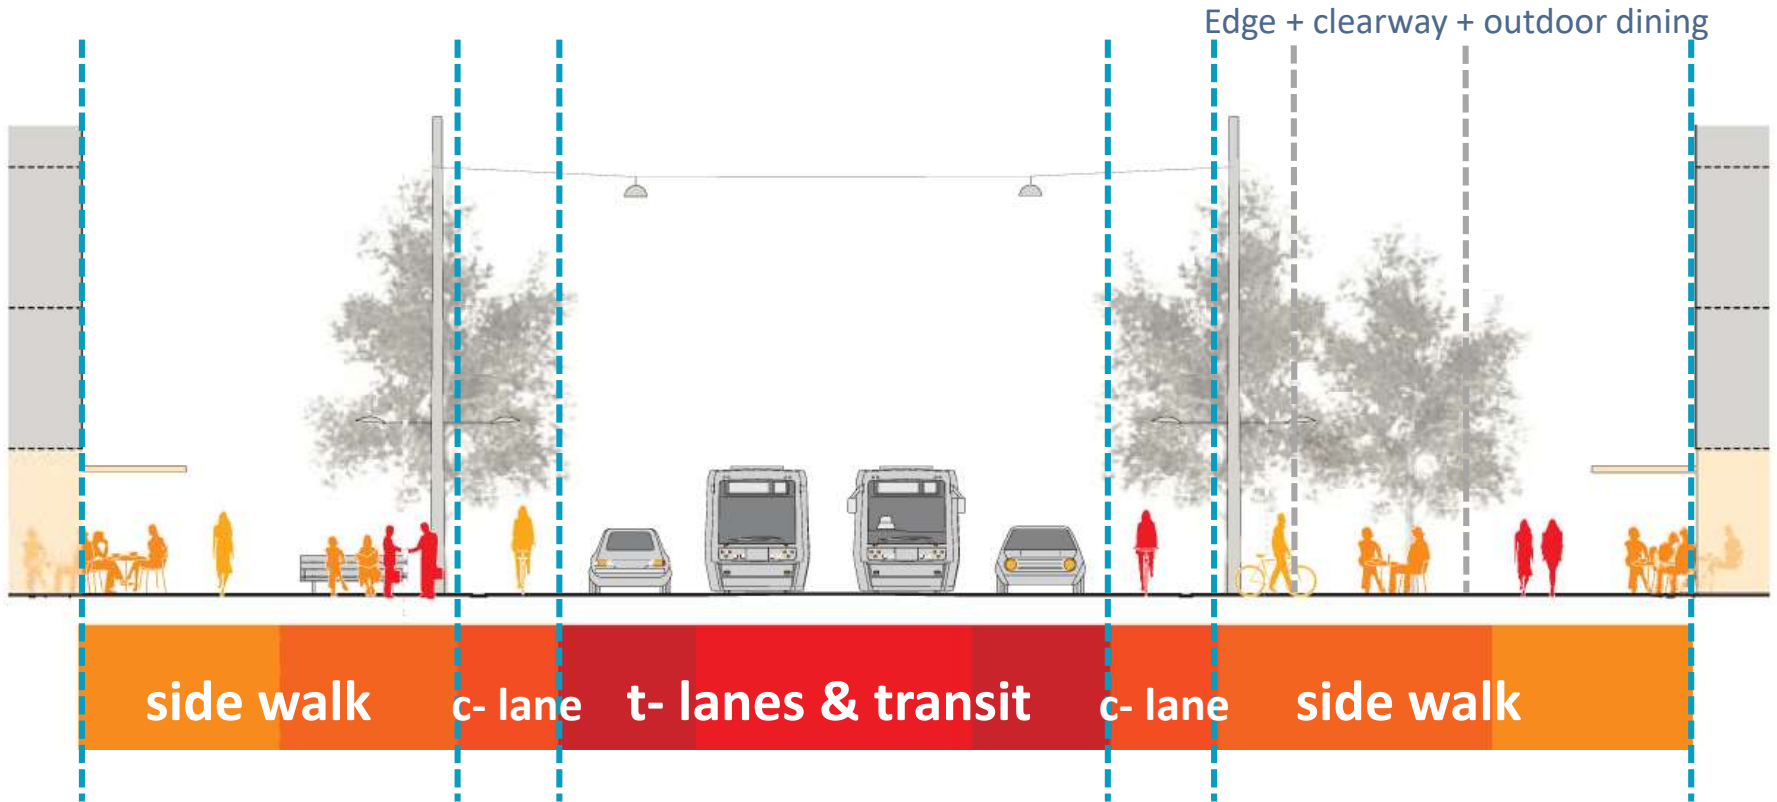 Edge + clearway + outdoor dining
side walk
c- lane
t- lanes & transit
c- lane
side walk